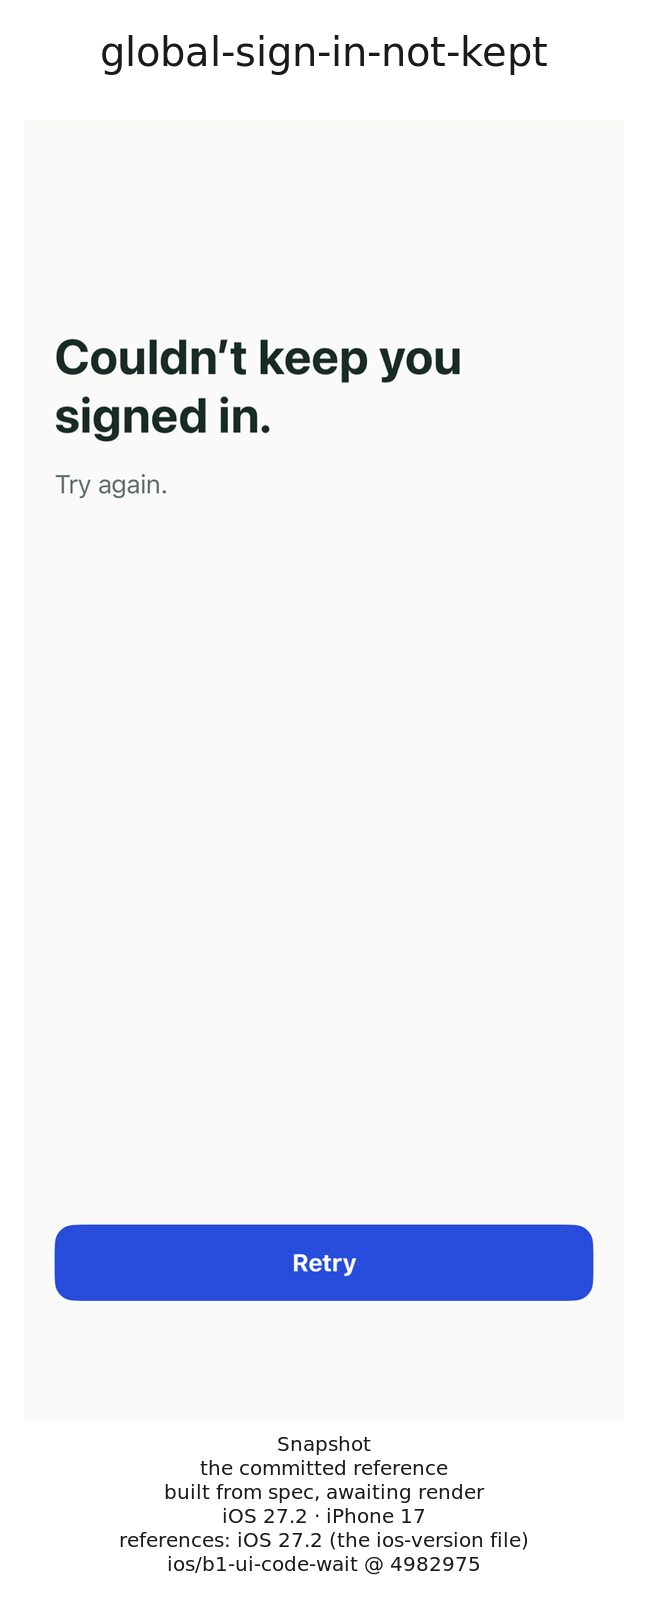 global-sign-in-not-kept
Couldn’t keep you
signed in.
Try again.
Retry
Snapshot
the committed reference
built from spec, awaiting render
iOS 27.2 · iPhone 17
references: iOS 27.2 (the ios-version file)
ios/b1-ui-code-wait @ 4982975